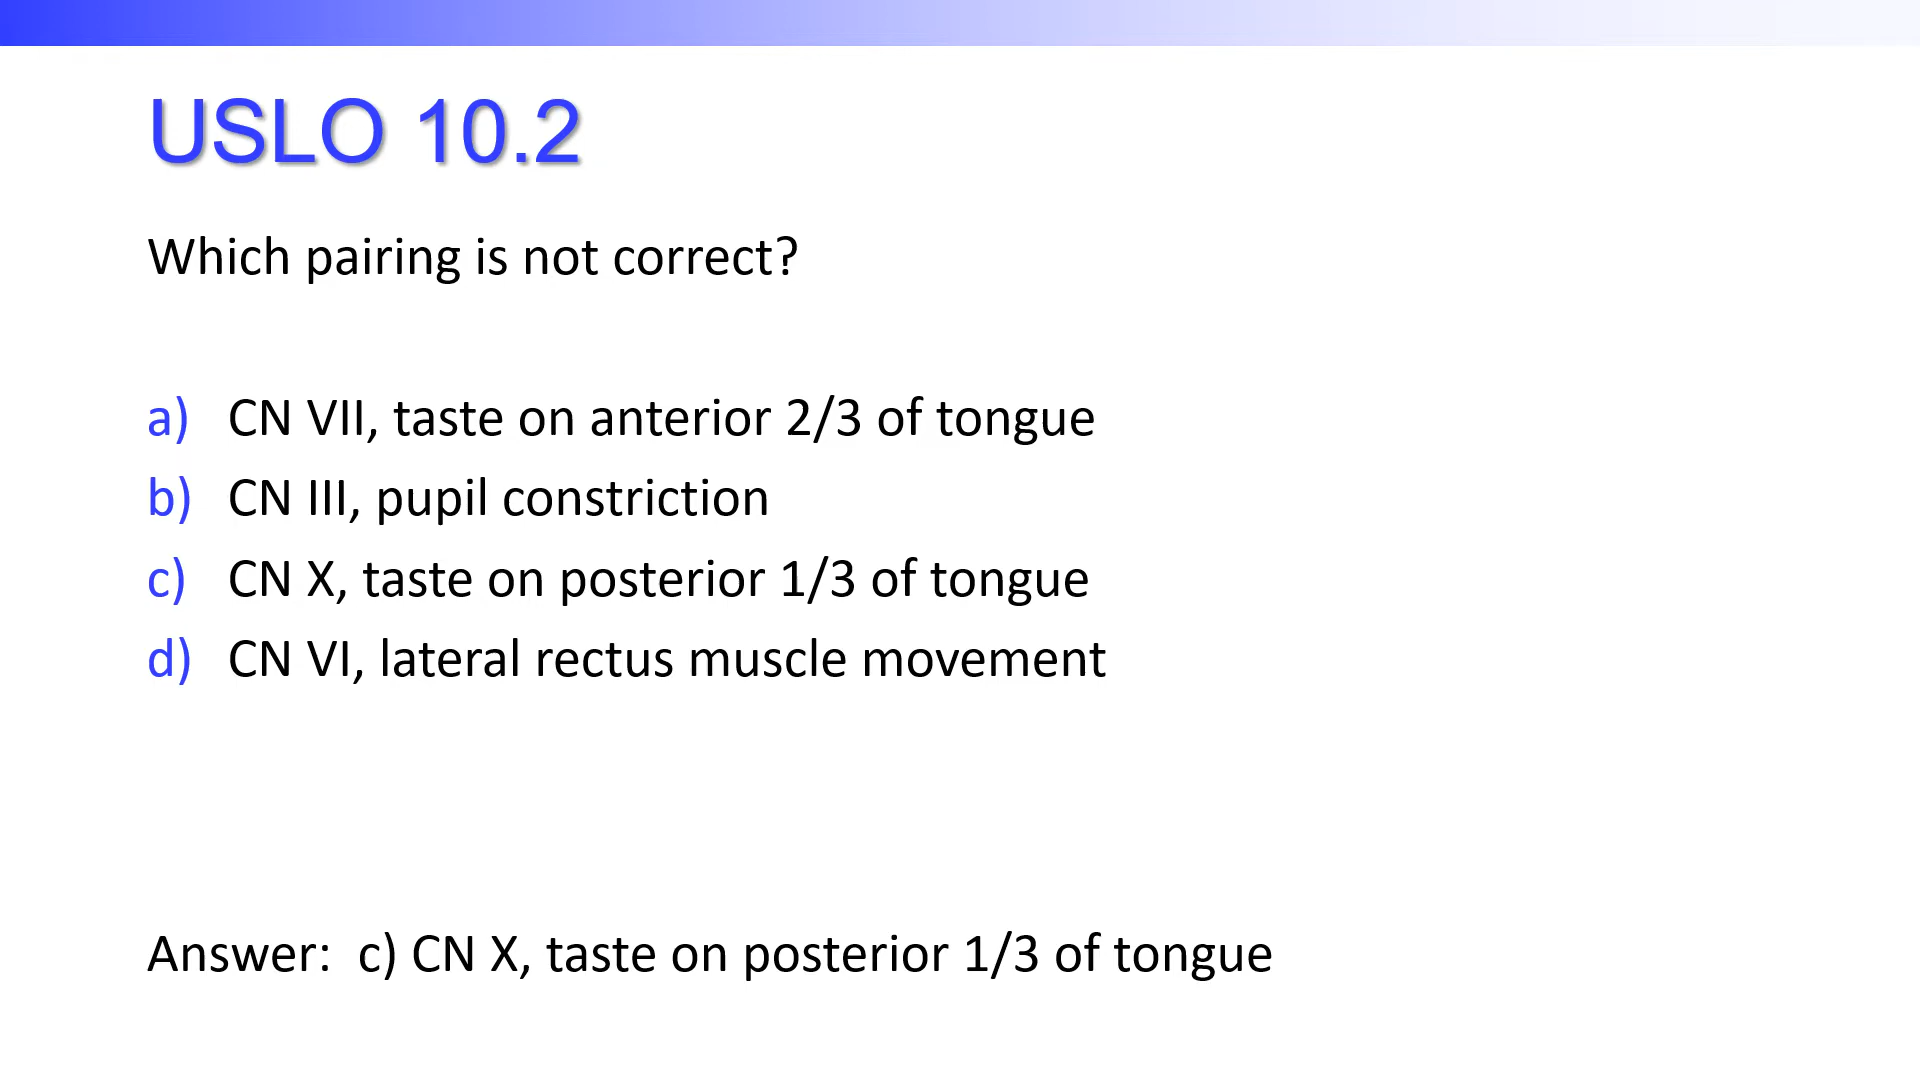 USLO 10.2
Which pairing is not correct?
a) CN VII, taste on anterior 2/3 of tongue
b) CN III, pupil constriction
c) CN X, taste on posterior 1/3 of tongue
d) CN VI, lateral rectus muscle movement
Answer: c) CN X, taste on posterior 1/3 of tongue